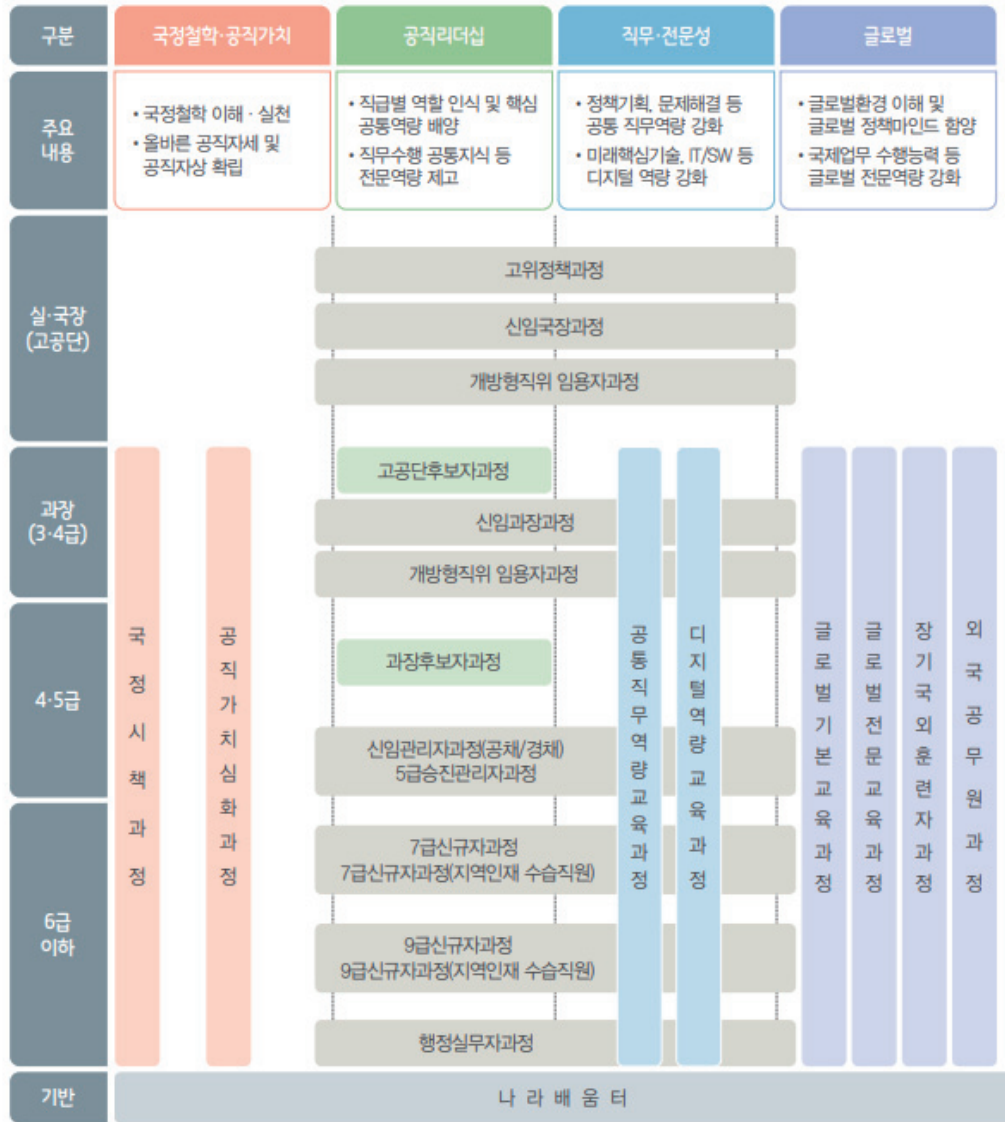 구분
국정철학·공직가치
공직리더십
직무·전문성
글로벌
주요
내용
• 국정철학 이해 · 실천
• 올바른 공직자세 및
공직자상 확립
• 직급별 역할 인식 및 핵심
공통역량 배양
• 직무수행 공통지식 등
전문역량 제고
• 정책기획, 문제해결 등
공통 직무역량 강화
• 미래핵심기술, IT/SW 등
디지털 역량 강화
• 글로벌환경 이해 및
글로벌 정책마인드 함양
• 국제업무 수행능력 등
글로벌 전문역량 강화
실·국장
(고공단)
고위정책과정
신임국장과정
개방형직위 임용자과정
과장
(3·4급)
고공단후보자과정
신임과장과정
개방형직위 임용자과정
4·5급
과장후보자과정
신임관리자과정(공채/경채)
5급승진관리자과정
6급
이하
7급신규자과정
7급신규자과정(지역인재 수습직원)
9급신규자과정
9급신규자과정(지역인재 수습직원)
행정실무자과정
국정시책과정
공직가치심화과정
공통직무역량교육과정
디지털역량교육과정
글로벌기본교육과정
글로벌전문교육과정
장기국외훈련자과정
외국공무원과정
기반
나 라 배 움 터